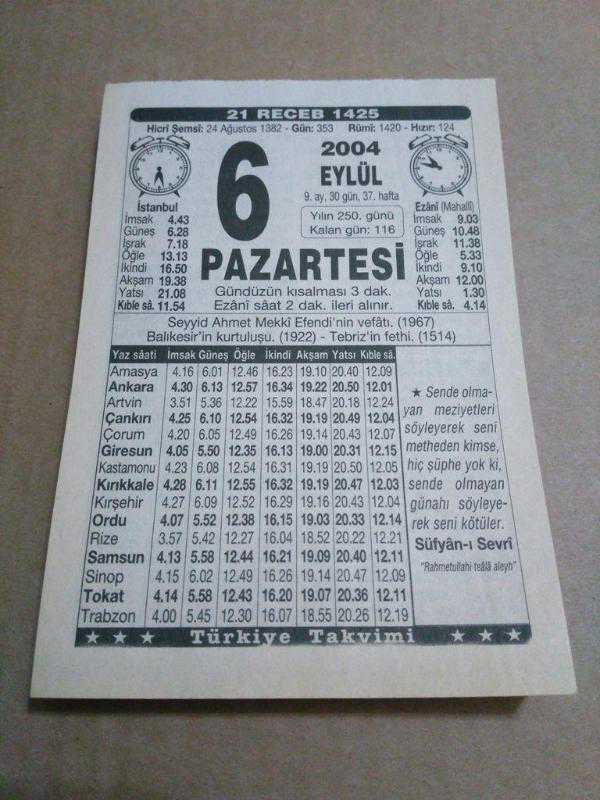 21 RECEB 1425
Hicrî Şemsî: 24 Ağustos 1382 - Gün: 353 Rûmî: 1420 - Hızır: 124
6
2004
EYLÜL
9. ay, 30 gün, 37. hafta
Yılın 250. günü
Kalan gün: 116
PAZARTESİ
Gündüzün kısalması 3 dak.
Ezânî sâat 2 dak. ileri alınır.
İstanbul
İmsak 4.43
Güneş 6.28
İşrak 7.18
Öğle 13.13
İkindi 16.50
Akşam 19.38
Yatsı 21.08
Kıble sâ. 11.54
Ezânî (Mahallî)
İmsak 9.03
Güneş 10.48
İşrak 11.38
Öğle 5.33
İkindi 9.10
Akşam 12.00
Yatsı 1.30
Kıble sâ. 4.14
Seyyid Ahmet Mekkî Efendi'nin vefâtı. (1967)
Balıkesir'in kurtuluşu. (1922) - Tebriz'in fethi. (1514)
Yaz sâati İmsak Güneş Öğle İkindi Akşam Yatsı Kıble sâ.
Amasya 4.16 6.01 12.46 16.23 19.10 20.40 12.09
Ankara 4.30 6.13 12.57 16.34 19.22 20.50 12.01
Artvin 3.51 5.36 12.22 15.59 18.47 20.18 12.24
Çankırı 4.25 6.10 12.54 16.32 19.19 20.49 12.04
Çorum 4.20 6.05 12.49 16.26 19.14 20.43 12.07
Giresun 4.05 5.50 12.35 16.13 19.00 20.31 12.15
Kastamonu 4.23 6.08 12.54 16.31 19.19 20.50 12.05
Kırıkkale 4.28 6.11 12.55 16.32 19.19 20.47 12.03
Kırşehir 4.27 6.09 12.52 16.29 19.16 20.43 12.04
Ordu 4.07 5.52 12.38 16.15 19.03 20.33 12.14
Rize 3.57 5.42 12.27 16.04 18.52 20.22 12.21
Samsun 4.13 5.58 12.44 16.21 19.09 20.40 12.11
Sinop 4.15 6.02 12.49 16.26 19.14 20.47 12.09
Tokat 4.14 5.58 12.43 16.20 19.07 20.36 12.11
Trabzon 4.00 5.45 12.30 16.07 18.55 20.26 12.19
★ Sende olma-
yan meziyetleri
söyleyerek seni
metheden kimse,
hiç şüphe yok ki,
sende olmayan
günahı söyleye-
rek seni kötüler.
Süfyân-ı Sevrî
"Rahmetullahi teâlâ aleyh"
★ ★ ★ Türkiye Takvimi ★ ★ ★